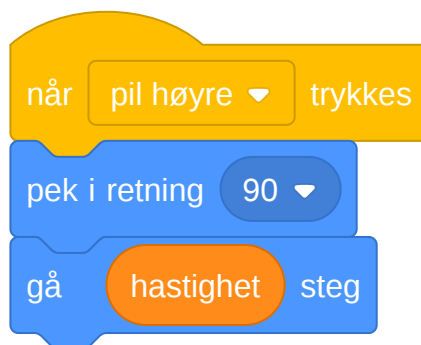 når pil høyre trykkes
pek i retning 90
gå hastighet steg